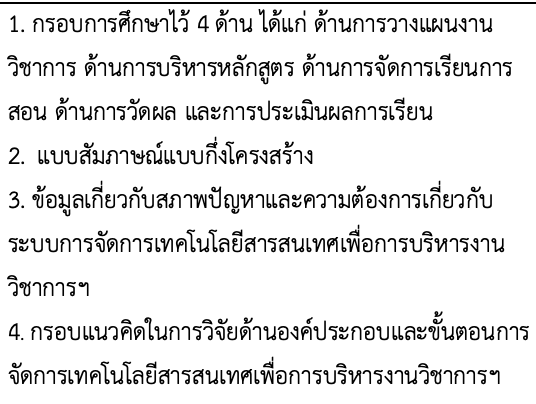 1. กรอบการศึกษาไว้ 4 ด้าน ได้แก่ ด้านการวางแผนงาน
วิชาการ ด้านการบริหารหลักสูตร ด้านการจัดการเรียนการ
สอน ด้านการวัดผล และการประเมินผลการเรียน
2.  แบบสัมภาษณ์แบบกึ่งโครงสร้าง
3. ข้อมูลเกี่ยวกับสภาพปัญหาและความต้องการเกี่ยวกับ
ระบบการจัดการเทคโนโลยีสารสนเทศเพื่อการบริหารงาน
วิชาการฯ
4. กรอบแนวคิดในการวิจัยด้านองค์ประกอบและขั้นตอนการ
จัดการเทคโนโลยีสารสนเทศเพื่อการบริหารงานวิชาการฯ